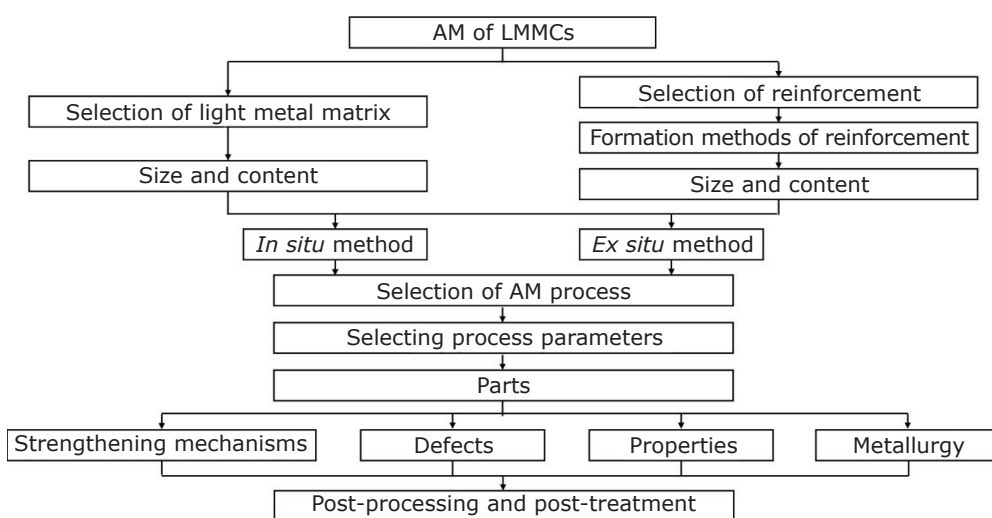 AM of LMMCs
Selection of light metal matrix
Selection of reinforcement
Formation methods of reinforcement
Size and content
Size and content
In situ method
Ex situ method
Selection of AM process
Selecting process parameters
Parts
Strengthening mechanisms
Defects
Properties
Metallurgy
Post-processing and post-treatment